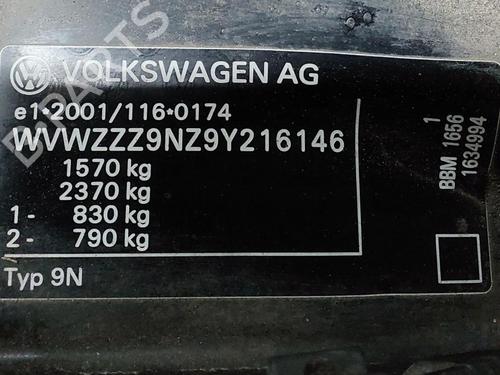 VOLKSWAGEN AG
e1*2001/116*0174
WVWZZZ9NZ9Y216146
1570 kg
2370 kg
1- 830 kg
2- 790 kg
Typ 9N
BBM 1656 1
1634994